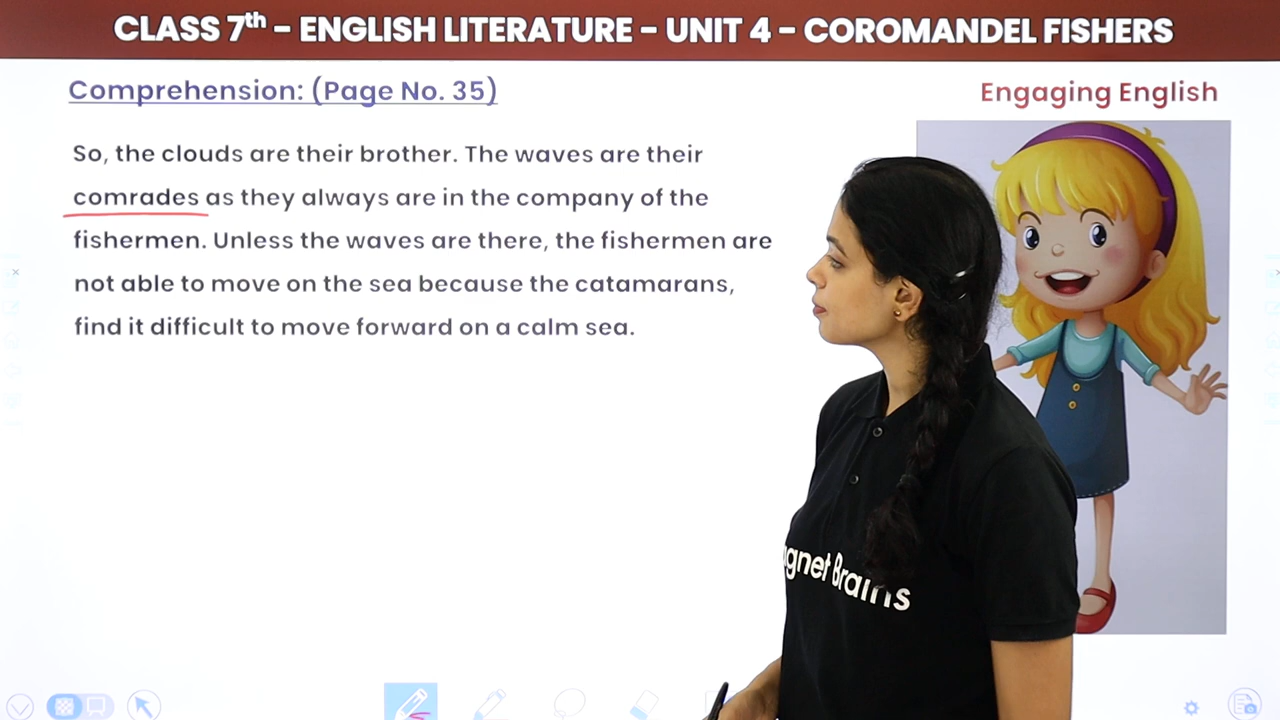 CLASS 7th - ENGLISH LITERATURE - UNIT 4 - COROMANDEL FISHERS
Comprehension: (Page No. 35)
Engaging English
So, the clouds are their brother. The waves are their
comrades as they always are in the company of the
fishermen. Unless the waves are there, the fishermen are
not able to move on the sea because the catamarans,
find it difficult to move forward on a calm sea.
gnet Brains